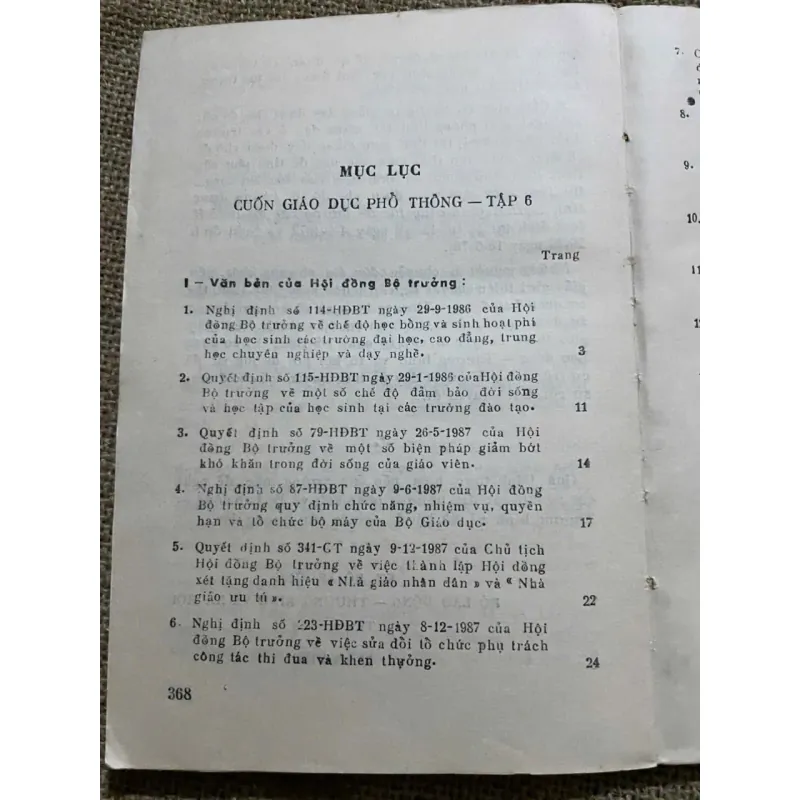 MỤC LỤC
CUỐN GIÁO DỤC PHỔ THÔNG — TẬP 6
Trang
I — Văn bản của Hội đồng Bộ trưởng:
1. Nghị định số 114-HĐBT ngày 29-9-1986 của Hội
đồng Bộ trưởng về chế độ học bổng và sinh hoạt phí
của học sinh các trường đại học, cao đẳng, trung
học chuyên nghiệp và dạy nghề. 3
2. Quyết định số 115-HĐBT ngày 29-1-1986 củaHội đồng
Bộ trưởng về một số chế độ đảm bảo đời sống
và học tập của học sinh tại các trường đào tạo. 11
3. Quyết định số 79-HĐBT ngày 26-5-1987 của Hội
đồng Bộ trưởng về một số biện pháp giảm bớt
khó khăn trong đời sống của giáo viên. 14
4. Nghị định số 87-HĐBT ngày 9-6-1987 của Hội đồng
Bộ trưởng quy định chức năng, nhiệm vụ, quyền
hạn và tổ chức bộ máy của Bộ Giáo dục. 17
5. Quyết định số 341-CT ngày 9-12-1987 của Chủ tịch
Hội đồng Bộ trưởng về việc thành lập Hội đồng
xét tặng danh hiệu « Nhà giáo nhân dân » và « Nhà
giáo ưu tú ». 22
6. Nghị định số 223-HĐBT ngày 8-12-1987 của Hội
đồng Bộ trưởng về việc sửa đổi tổ chức phụ trách
công tác thi đua và khen thưởng. 24
368
7.
8.
9.
10.
11